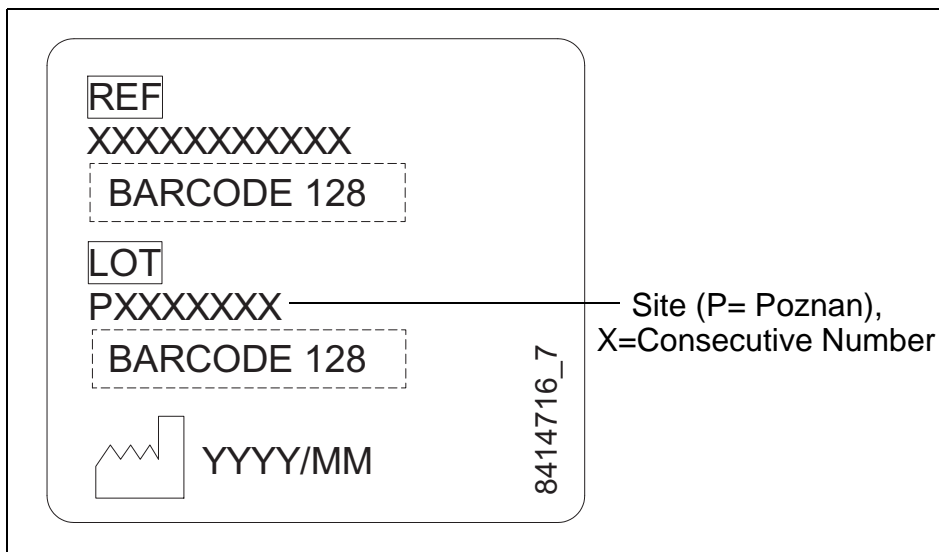 REF
XXXXXXXXXXX
BARCODE 128
LOT
PXXXXXXX
Site (P= Poznan),
X=Consecutive Number
BARCODE 128
YYYY/MM
8414716_7